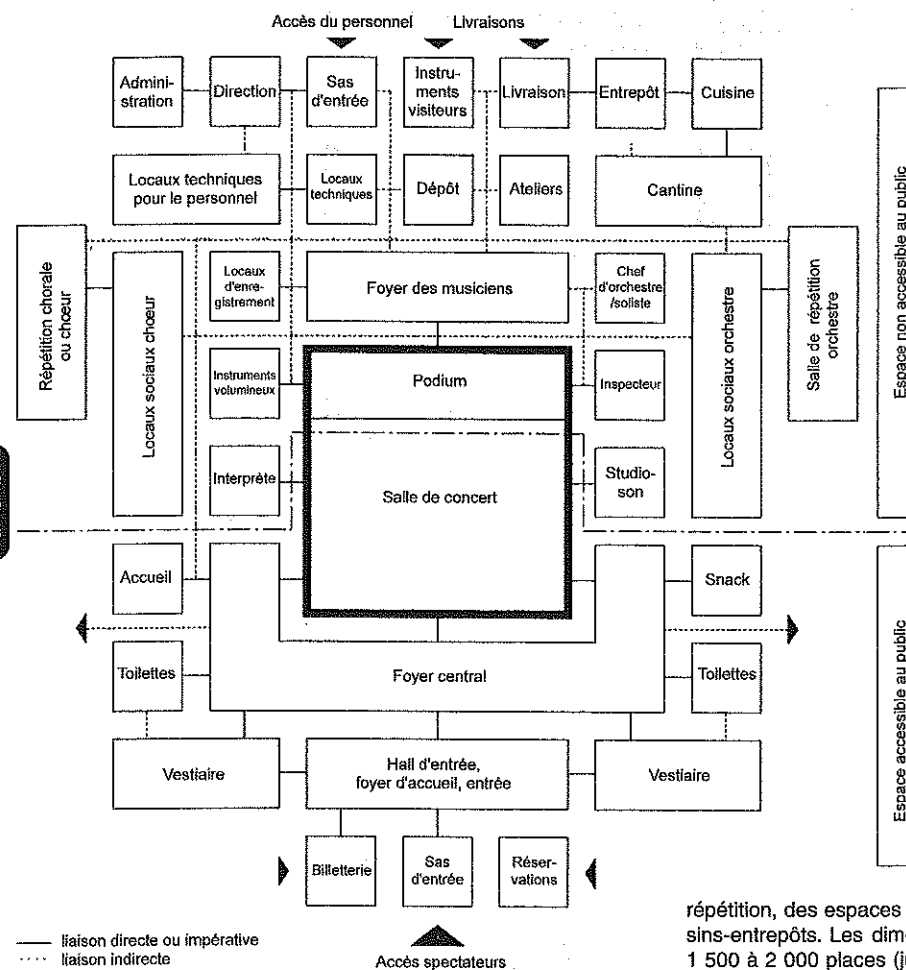 Accès du personnel
Livraisons
Admini-
stration
Direction
Sas
d'entrée
Instru-
ments
visiteurs
Livraison
Entrepôt
Cuisine
Locaux techniques
pour le personnel
Locaux
techniques
Dépôt
Ateliers
Cantine
Répétition chorale
ou chœur
Locaux sociaux chœur
Locaux
d'enre-
gistrement
Foyer des musiciens
Chef
d'orchestre
/soliste
Locaux sociaux orchestre
Salle de répétition
orchestre
Espace non accessible au public
Instruments
volumineux
Podium
Inspecteur
Interprète
Salle de concert
Studio-
son
Accueil
Snack
Toilettes
Foyer central
Toilettes
Espace accessible au public
Vestiaire
Hall d'entrée,
foyer d'accueil, entrée
Vestiaire
Billetterie
Sas
d'entrée
Réser-
vations
Accès spectateurs
liaison directe ou impérative
liaison indirecte
répétition, des espaces
sins-entrepôts. Les dim
1 500 à 2 000 places (j